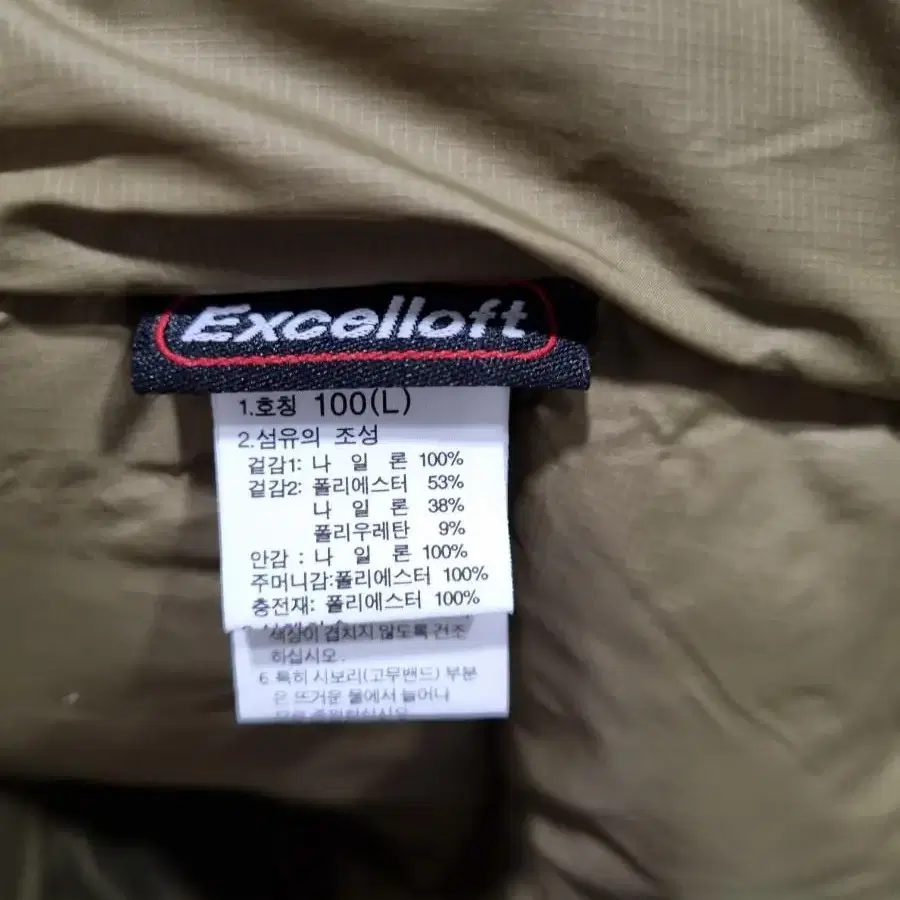 Excelloft
1.호칭 100(L)
2.섬유의 조성
겉감1: 나 일 론 100%
겉감2: 폴리에스터 53%
나 일 론 38%
폴리우레탄 9%
안감 : 나 일 론 100%
주머니감:폴리에스터 100%
충전재: 폴리에스터 100%
색상이 겹치지 않도록 건조
하십시오.
6 특히 시보리(고무밴드) 부분
은 뜨거운 물에서 늘어나